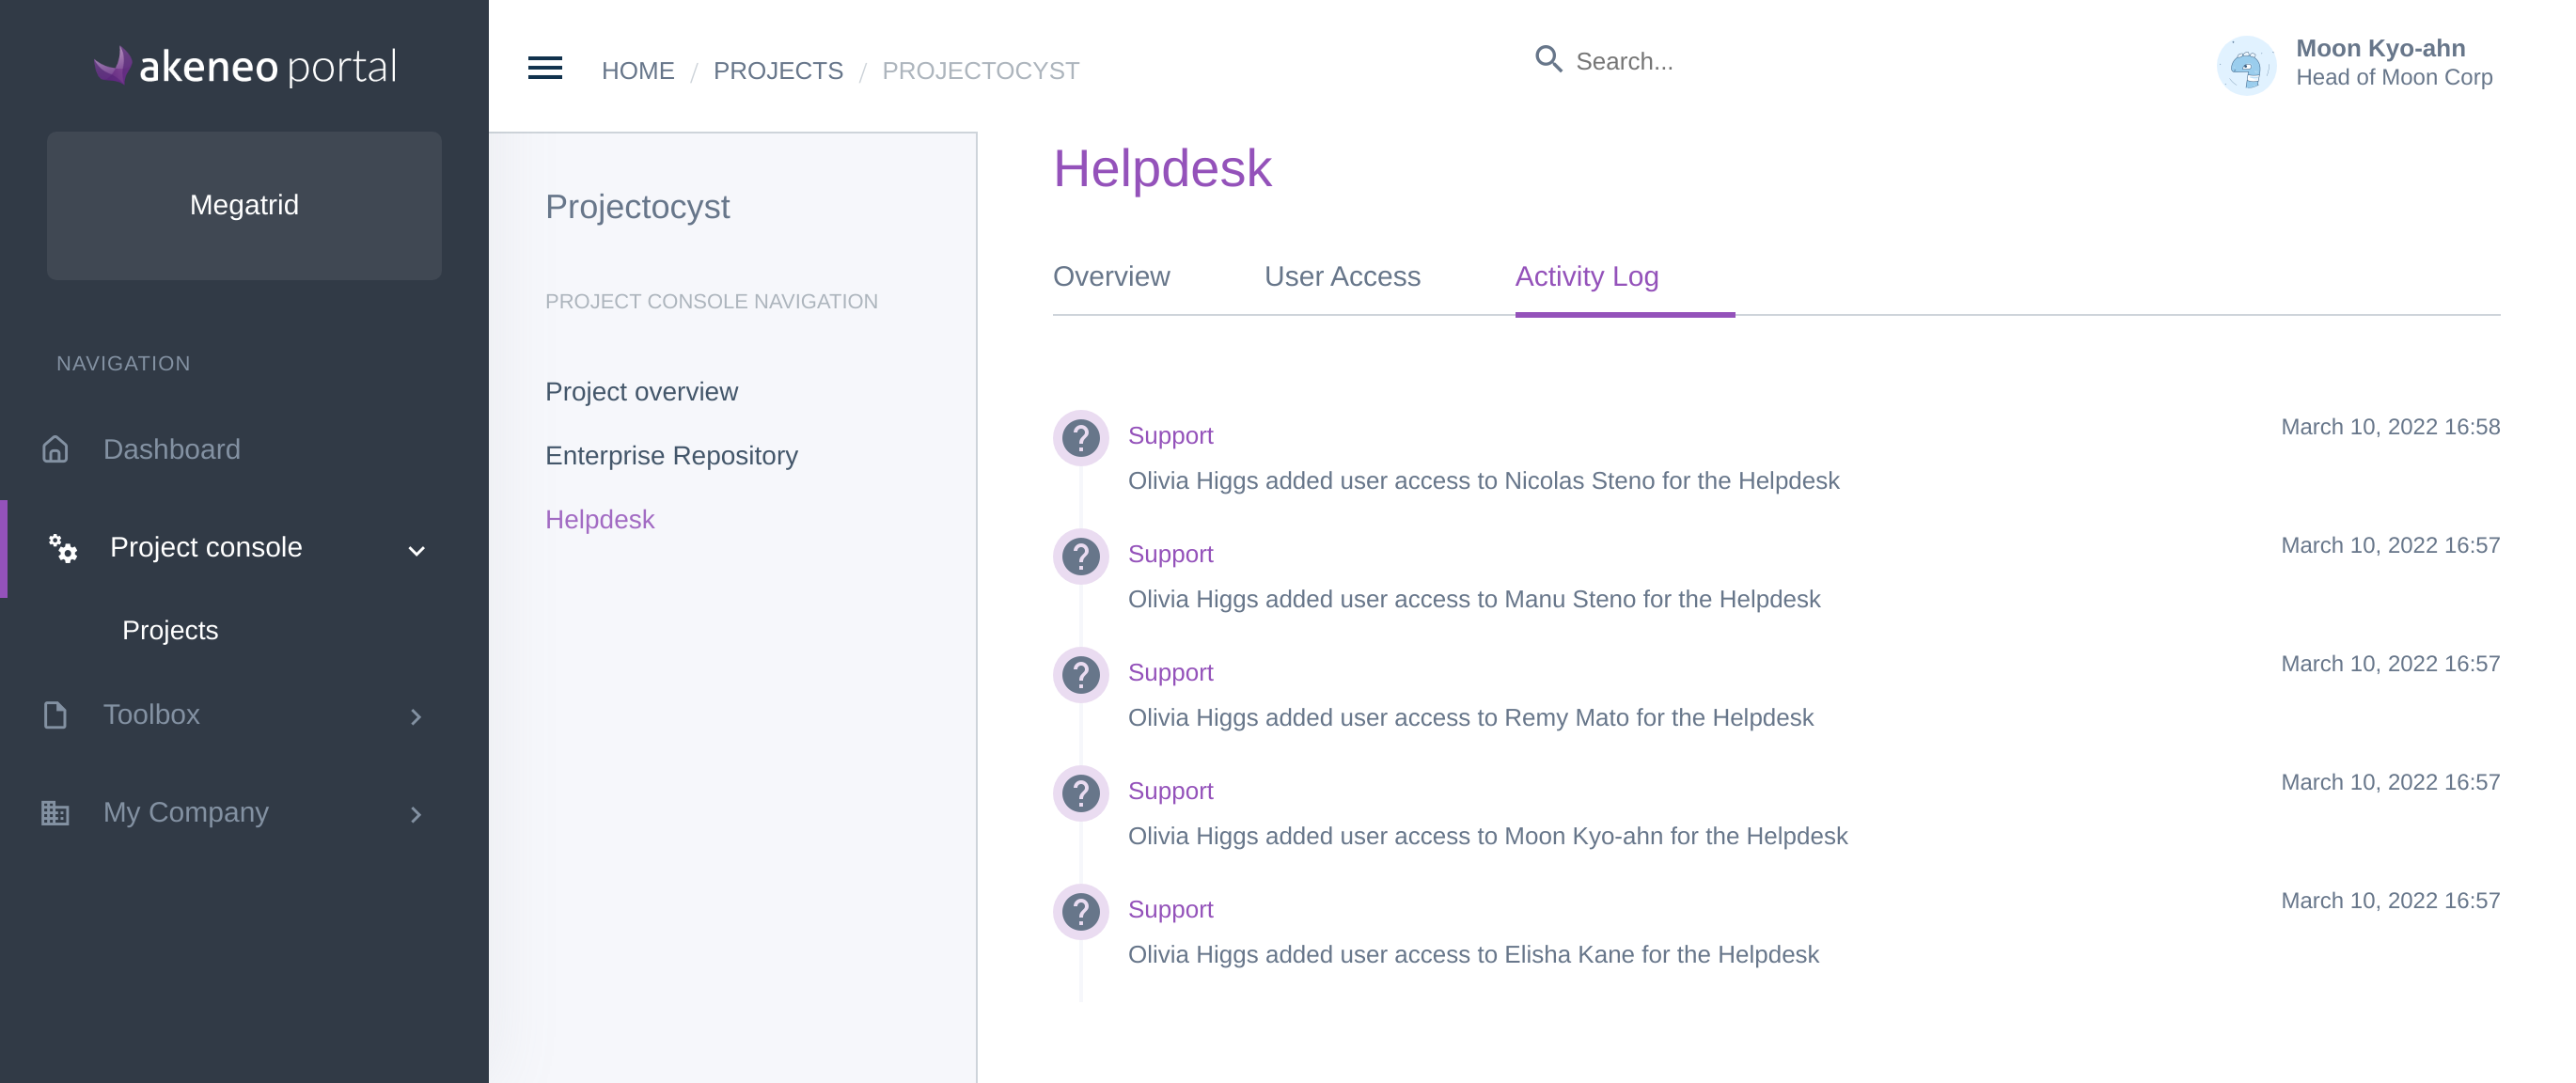 akeneo portal
Megatrid
NAVIGATION
Dashboard
Project console
Projects
Toolbox
My Company
HOME / PROJECTS / PROJECTOCYST
Search...
Moon Kyo-ahn
Head of Moon Corp
Projectocyst
PROJECT CONSOLE NAVIGATION
Project overview
Enterprise Repository
Helpdesk
Helpdesk
Overview User Access Activity Log
Support March 10, 2022 16:58
Olivia Higgs added user access to Nicolas Steno for the Helpdesk
Support March 10, 2022 16:57
Olivia Higgs added user access to Manu Steno for the Helpdesk
Support March 10, 2022 16:57
Olivia Higgs added user access to Remy Mato for the Helpdesk
Support March 10, 2022 16:57
Olivia Higgs added user access to Moon Kyo-ahn for the Helpdesk
Support March 10, 2022 16:57
Olivia Higgs added user access to Elisha Kane for the Helpdesk